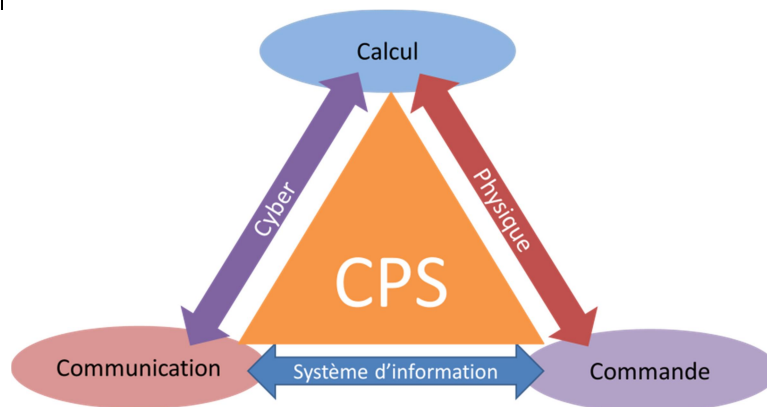 Calcul
Cyber
Physique
CPS
Communication
Système d’information
Commande